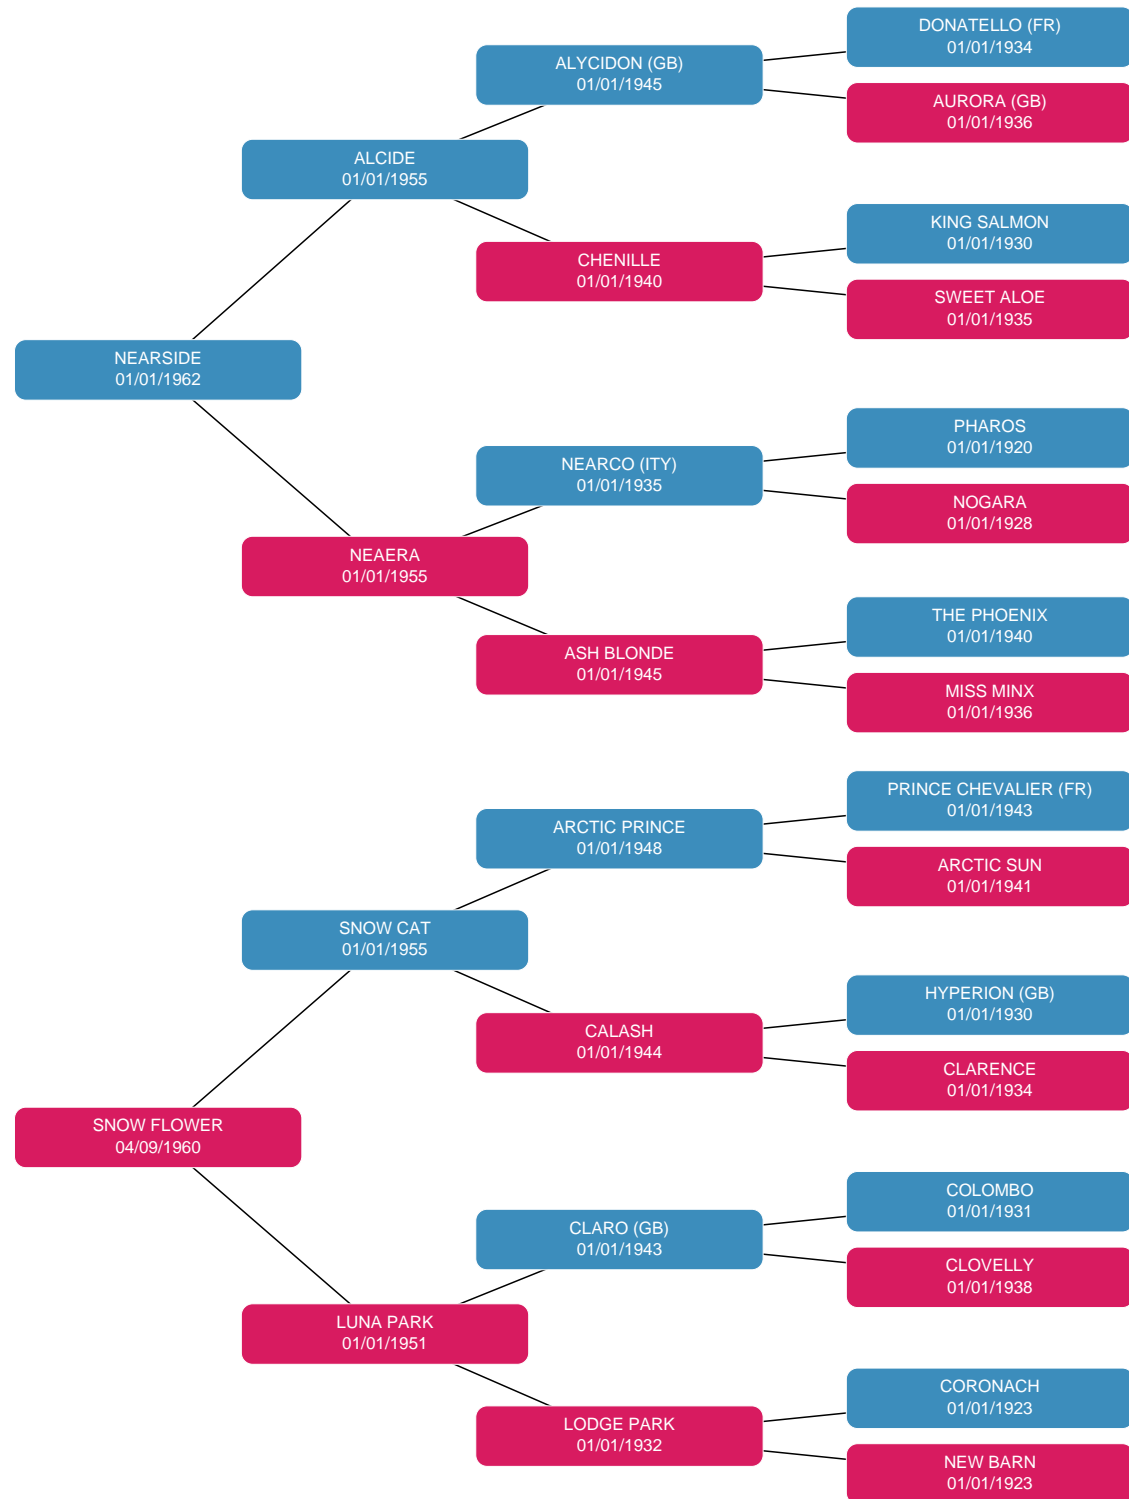 DONATELLO (FR)
01/01/1934
ALYCIDON (GB)
01/01/1945
AURORA (GB)
01/01/1936
ALCIDE
01/01/1955
KING SALMON
01/01/1930
CHENILLE
01/01/1940
SWEET ALOE
01/01/1935
NEARSIDE
01/01/1962
PHAROS
01/01/1920
NEARCO (ITY)
01/01/1935
NOGARA
01/01/1928
NEAERA
01/01/1955
THE PHOENIX
01/01/1940
ASH BLONDE
01/01/1945
MISS MINX
01/01/1936
PRINCE CHEVALIER (FR)
01/01/1943
ARCTIC PRINCE
01/01/1948
ARCTIC SUN
01/01/1941
SNOW CAT
01/01/1955
HYPERION (GB)
01/01/1930
CALASH
01/01/1944
CLARENCE
01/01/1934
SNOW FLOWER
04/09/1960
COLOMBO
01/01/1931
CLARO (GB)
01/01/1943
CLOVELLY
01/01/1938
LUNA PARK
01/01/1951
CORONACH
01/01/1923
LODGE PARK
01/01/1932
NEW BARN
01/01/1923